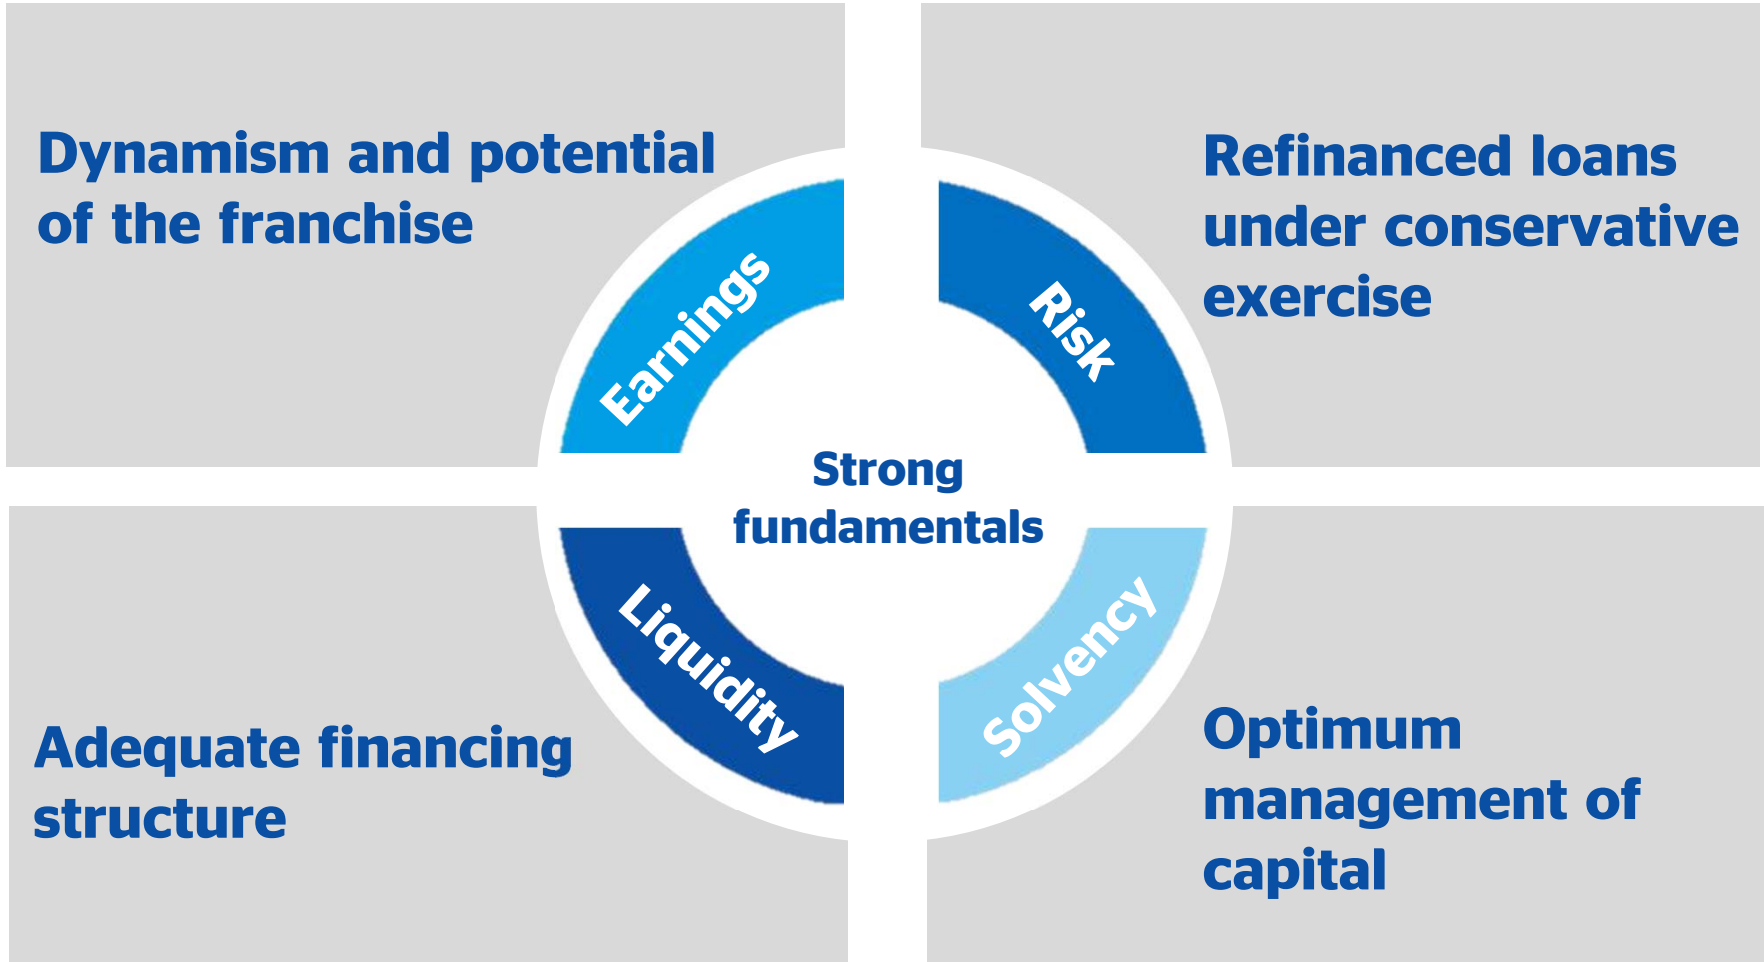 Dynamism and potential
of the franchise
Earnings
Refinanced loans
under conservative
exercise
Risk
Strong
fundamentals
Adequate financing
structure
Liquidity
Optimum
management of
capital
Solvency